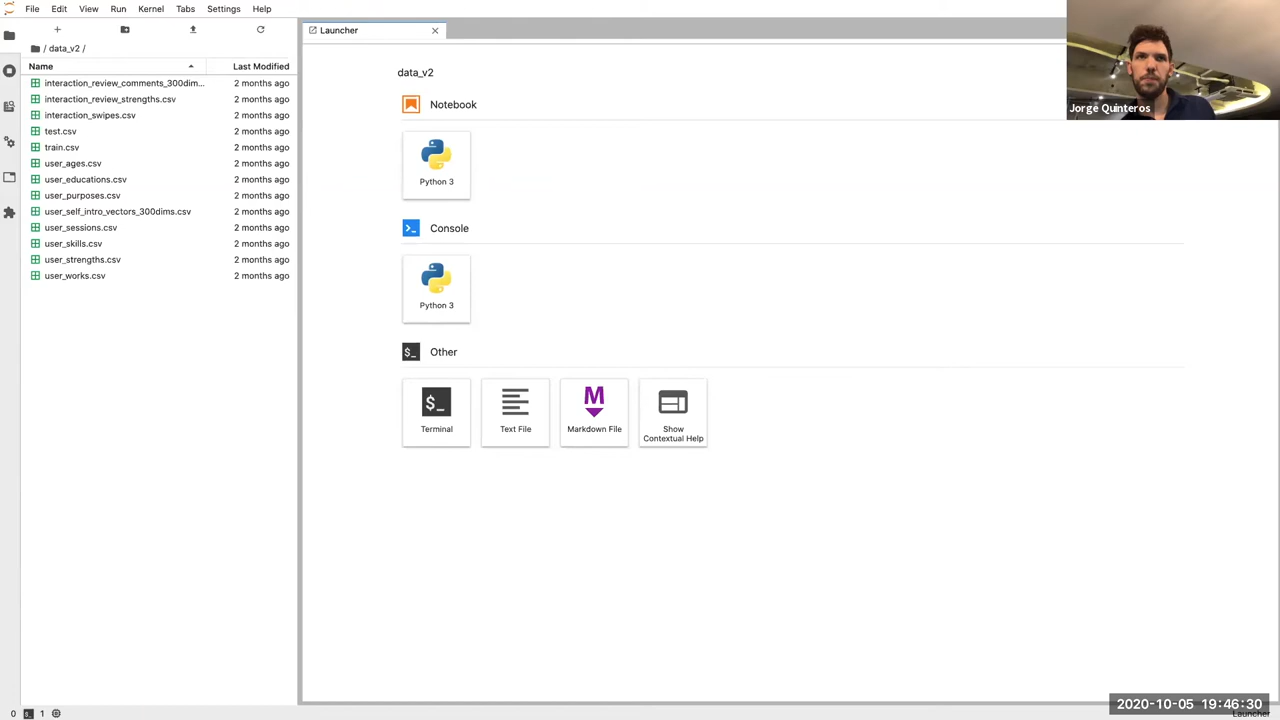 File Edit View Run Kernel Tabs Settings Help
Launcher
/ data_v2 /
Name Last Modified
interaction_review_comments_300dim... 2 months ago
interaction_review_strengths.csv 2 months ago
interaction_swipes.csv 2 months ago
test.csv 2 months ago
train.csv 2 months ago
user_ages.csv 2 months ago
user_educations.csv 2 months ago
user_purposes.csv 2 months ago
user_self_intro_vectors_300dims.csv 2 months ago
user_sessions.csv 2 months ago
user_skills.csv 2 months ago
user_strengths.csv 2 months ago
user_works.csv 2 months ago
data_v2
Notebook
Python 3
Console
Python 3
$_ Other
$_
Terminal
Text File
M
Markdown File
Show
Contextual Help
Jorge Quinteros
0 $_ 1
2020-10-05 19:46:30
Launcher